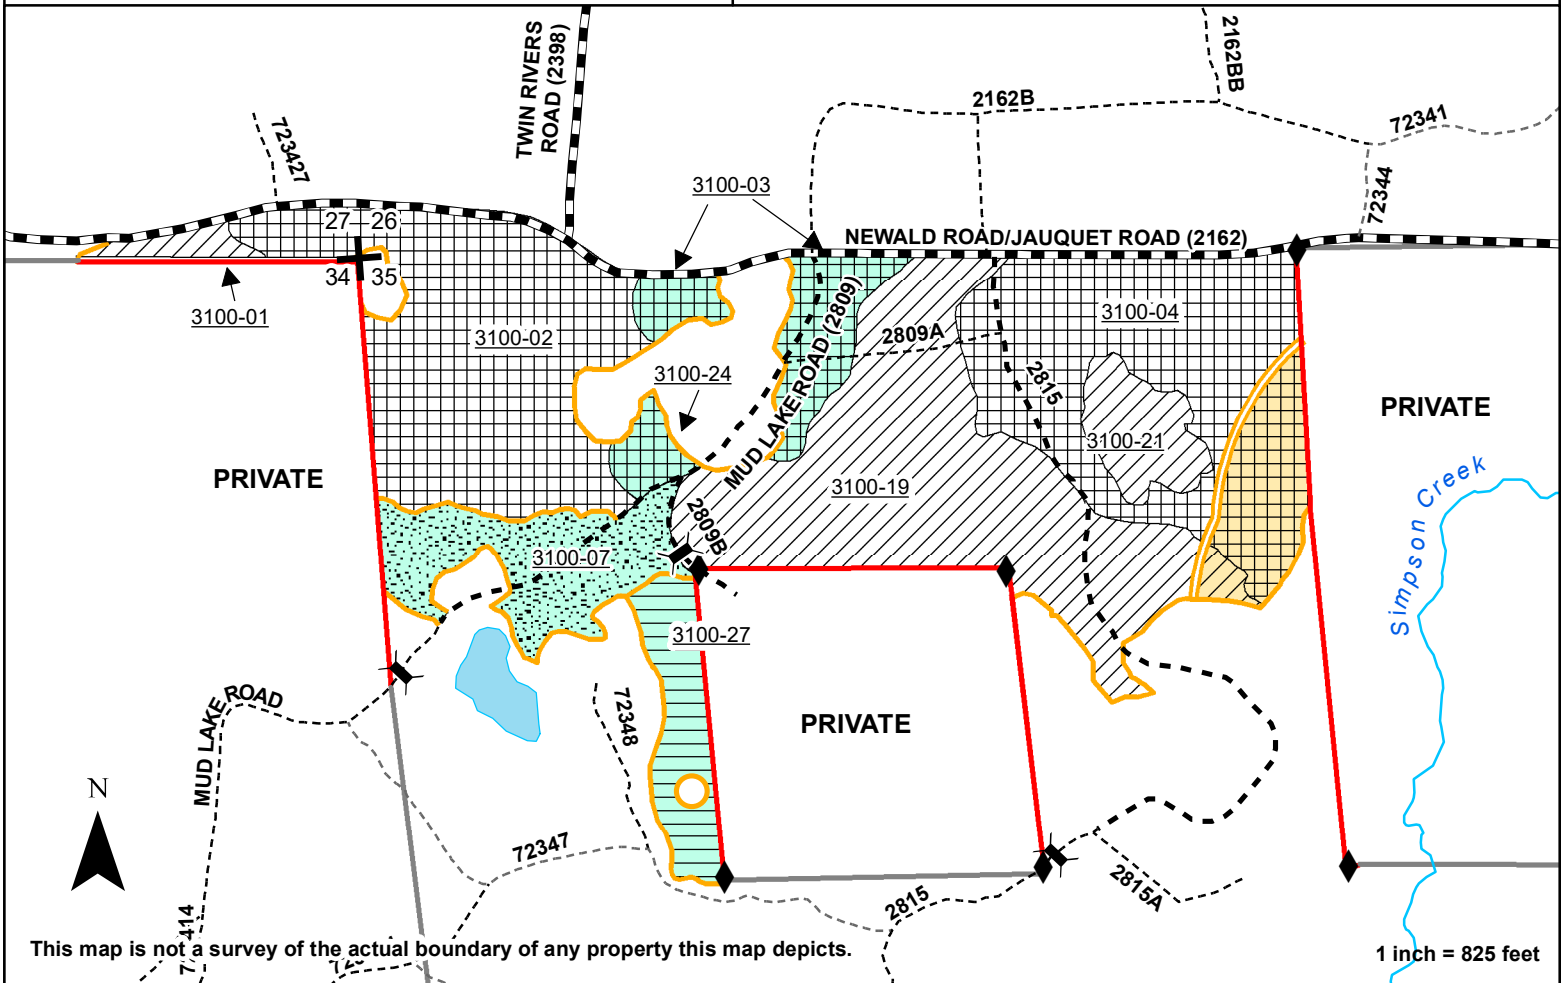 TWIN RIVERS
ROAD (2398)
2162BB
2162B
72341
723427
72344
3100-03
27 26
34 35
NEWALD ROAD/JAUQUET ROAD (2162)
3100-01
3100-02
3100-04
2809A
MUD LAKE ROAD (2809)
2815
3100-24
PRIVATE
3100-21
PRIVATE
3100-19
Simpson Creek
2809B
3100-07
3100-27
MUD LAKE ROAD
72348
PRIVATE
N
72347
2815
2815A
This map is not a survey of the actual boundary of any property this map depicts.
1 inch = 825 feet